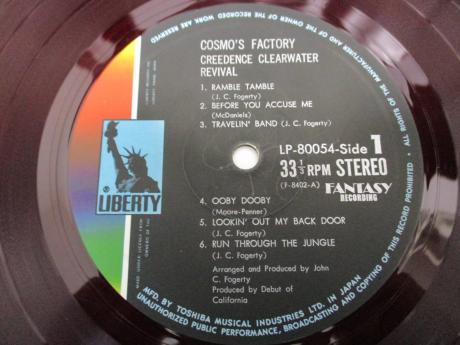 ALL RIGHTS OF THE MANUFACTURER AND OF THE OWNER OF THE RECORDED WORK ARE RESERVED
COSMO'S FACTORY
CREEDENCE CLEARWATER
REVIVAL
1. RAMBLE TAMBLE
(J. C. Fogerty)
2. BEFORE YOU ACCUSE ME
(McDaniels)
3. TRAVELIN' BAND (J. C. Fogerty)
LP-80054-Side 1
33 1/3 RPM STEREO
(F-8402-A) FANTASY
RECORDING
® LIBERTY
4. OOBY DOOBY
(Moore-Penner)
5. LOOKIN' OUT MY BACK DOOR
(J. C. Fogerty)
6. RUN THROUGH THE JUNGLE
(J. C. Fogerty)
Arranged and Produced by John
C. Fogerty
Produced by Debut of
California
MFD. BY TOSHIBA MUSICAL INDUSTRIES LTD. IN JAPAN
UNAUTHORIZED PUBLIC PERFORMANCE, BROADCASTING AND COPYING OF THIS RECORD PROHIBITED